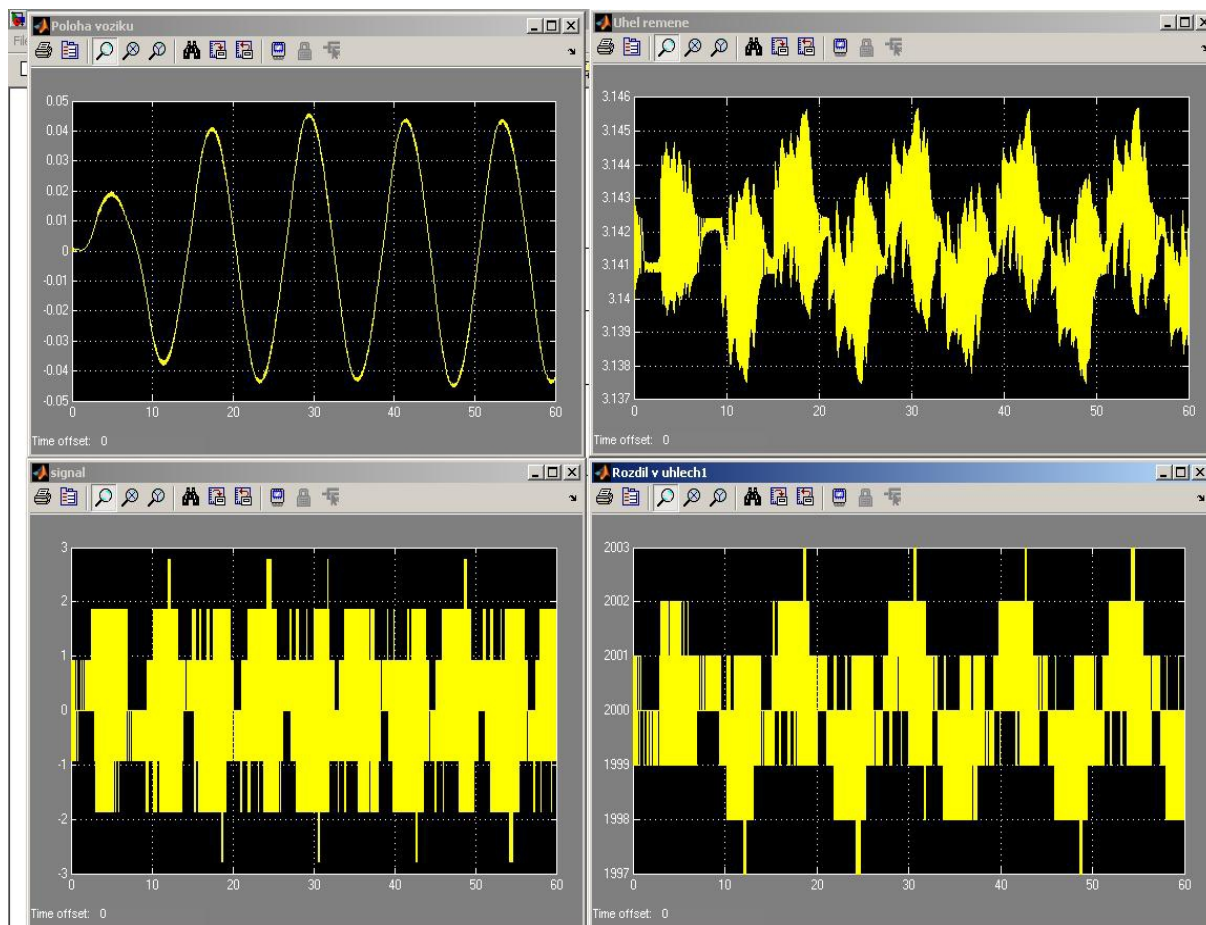 Poloha voziku
0.05
0.04
0.03
0.02
0.01
0
-0.01
-0.02
-0.03
-0.04
-0.05
0 10 20 30 40 50 60
Time offset: 0
Uhel remene
3.146
3.145
3.144
3.143
3.142
3.141
3.14
3.139
3.138
3.137
0 10 20 30 40 50 60
Time offset: 0
signal
3
2
1
0
-1
-2
-3
0 10 20 30 40 50 60
Time offset: 0
Rozdil v uhlech1
2003
2002
2001
2000
1999
1998
1997
0 10 20 30 40 50 60
Time offset: 0